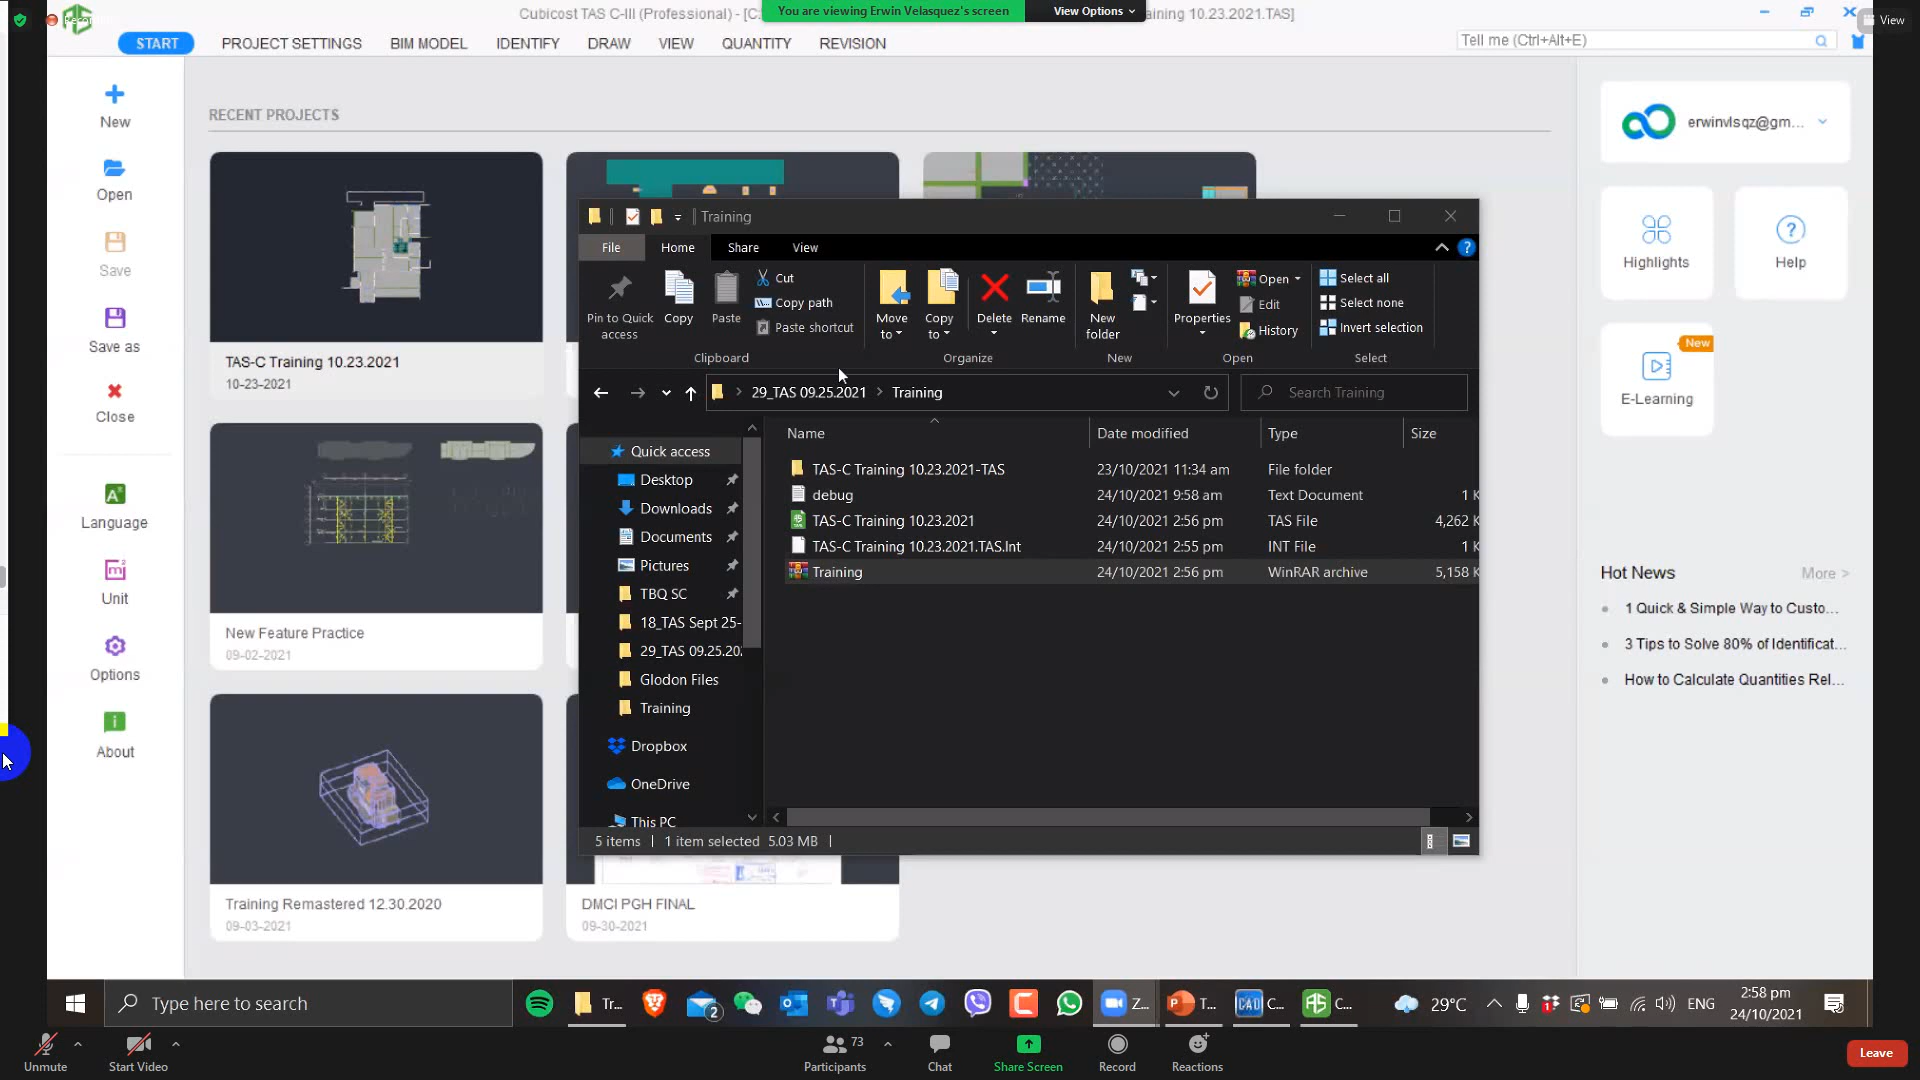 Cubicost TAS C-III (Professional) - [C:
You are viewing Erwin Velasquez's screen
View Options
aining 10.23.2021.TAS]
View
START
PROJECT SETTINGS
BIM MODEL
IDENTIFY
DRAW
VIEW
QUANTITY
REVISION
Tell me (Ctrl+Alt+E)
New
Open
Save
Save as
Close
Language
Unit
Options
About
RECENT PROJECTS
TAS-C Training 10.23.2021
10-23-2021
New Feature Practice
09-02-2021
Training Remastered 12.30.2020
09-03-2021
DMCI PGH FINAL
09-30-2021
Training
File
Home
Share
View
Pin to Quick
access
Copy
Paste
Cut
Copy path
Paste shortcut
Clipboard
Move
to
Copy
to
Delete
Rename
Organize
New
folder
New
Properties
Open
Edit
History
Open
Select all
Select none
Invert selection
Select
29_TAS 09.25.2021 > Training
Search Training
Name
Date modified
Type
Size
TAS-C Training 10.23.2021-TAS 23/10/2021 11:34 am File folder
debug 24/10/2021 9:58 am Text Document 1 K
TAS-C Training 10.23.2021 24/10/2021 2:56 pm TAS File 4,262 K
TAS-C Training 10.23.2021.TAS.Int 24/10/2021 2:55 pm INT File 1 K
Training 24/10/2021 2:56 pm WinRAR archive 5,158 K
Quick access
Desktop
Downloads
Documents
Pictures
TBQ SC
18_TAS Sept 25-
29_TAS 09.25.202
Glodon Files
Training
Dropbox
OneDrive
This PC
5 items
1 item selected 5.03 MB
erwinvlsqz@gm...
Highlights
Help
New
E-Learning
Hot News
More >
1 Quick & Simple Way to Custo...
3 Tips to Solve 80% of Identificat...
How to Calculate Quantities Rel...
Type here to search
Tr...
2
Z...
T...
CAD
C...
C...
29°C
ENG
2:58 pm
24/10/2021
Unmute
Start Video
Participants
73
Chat
Share Screen
Record
Reactions
Leave